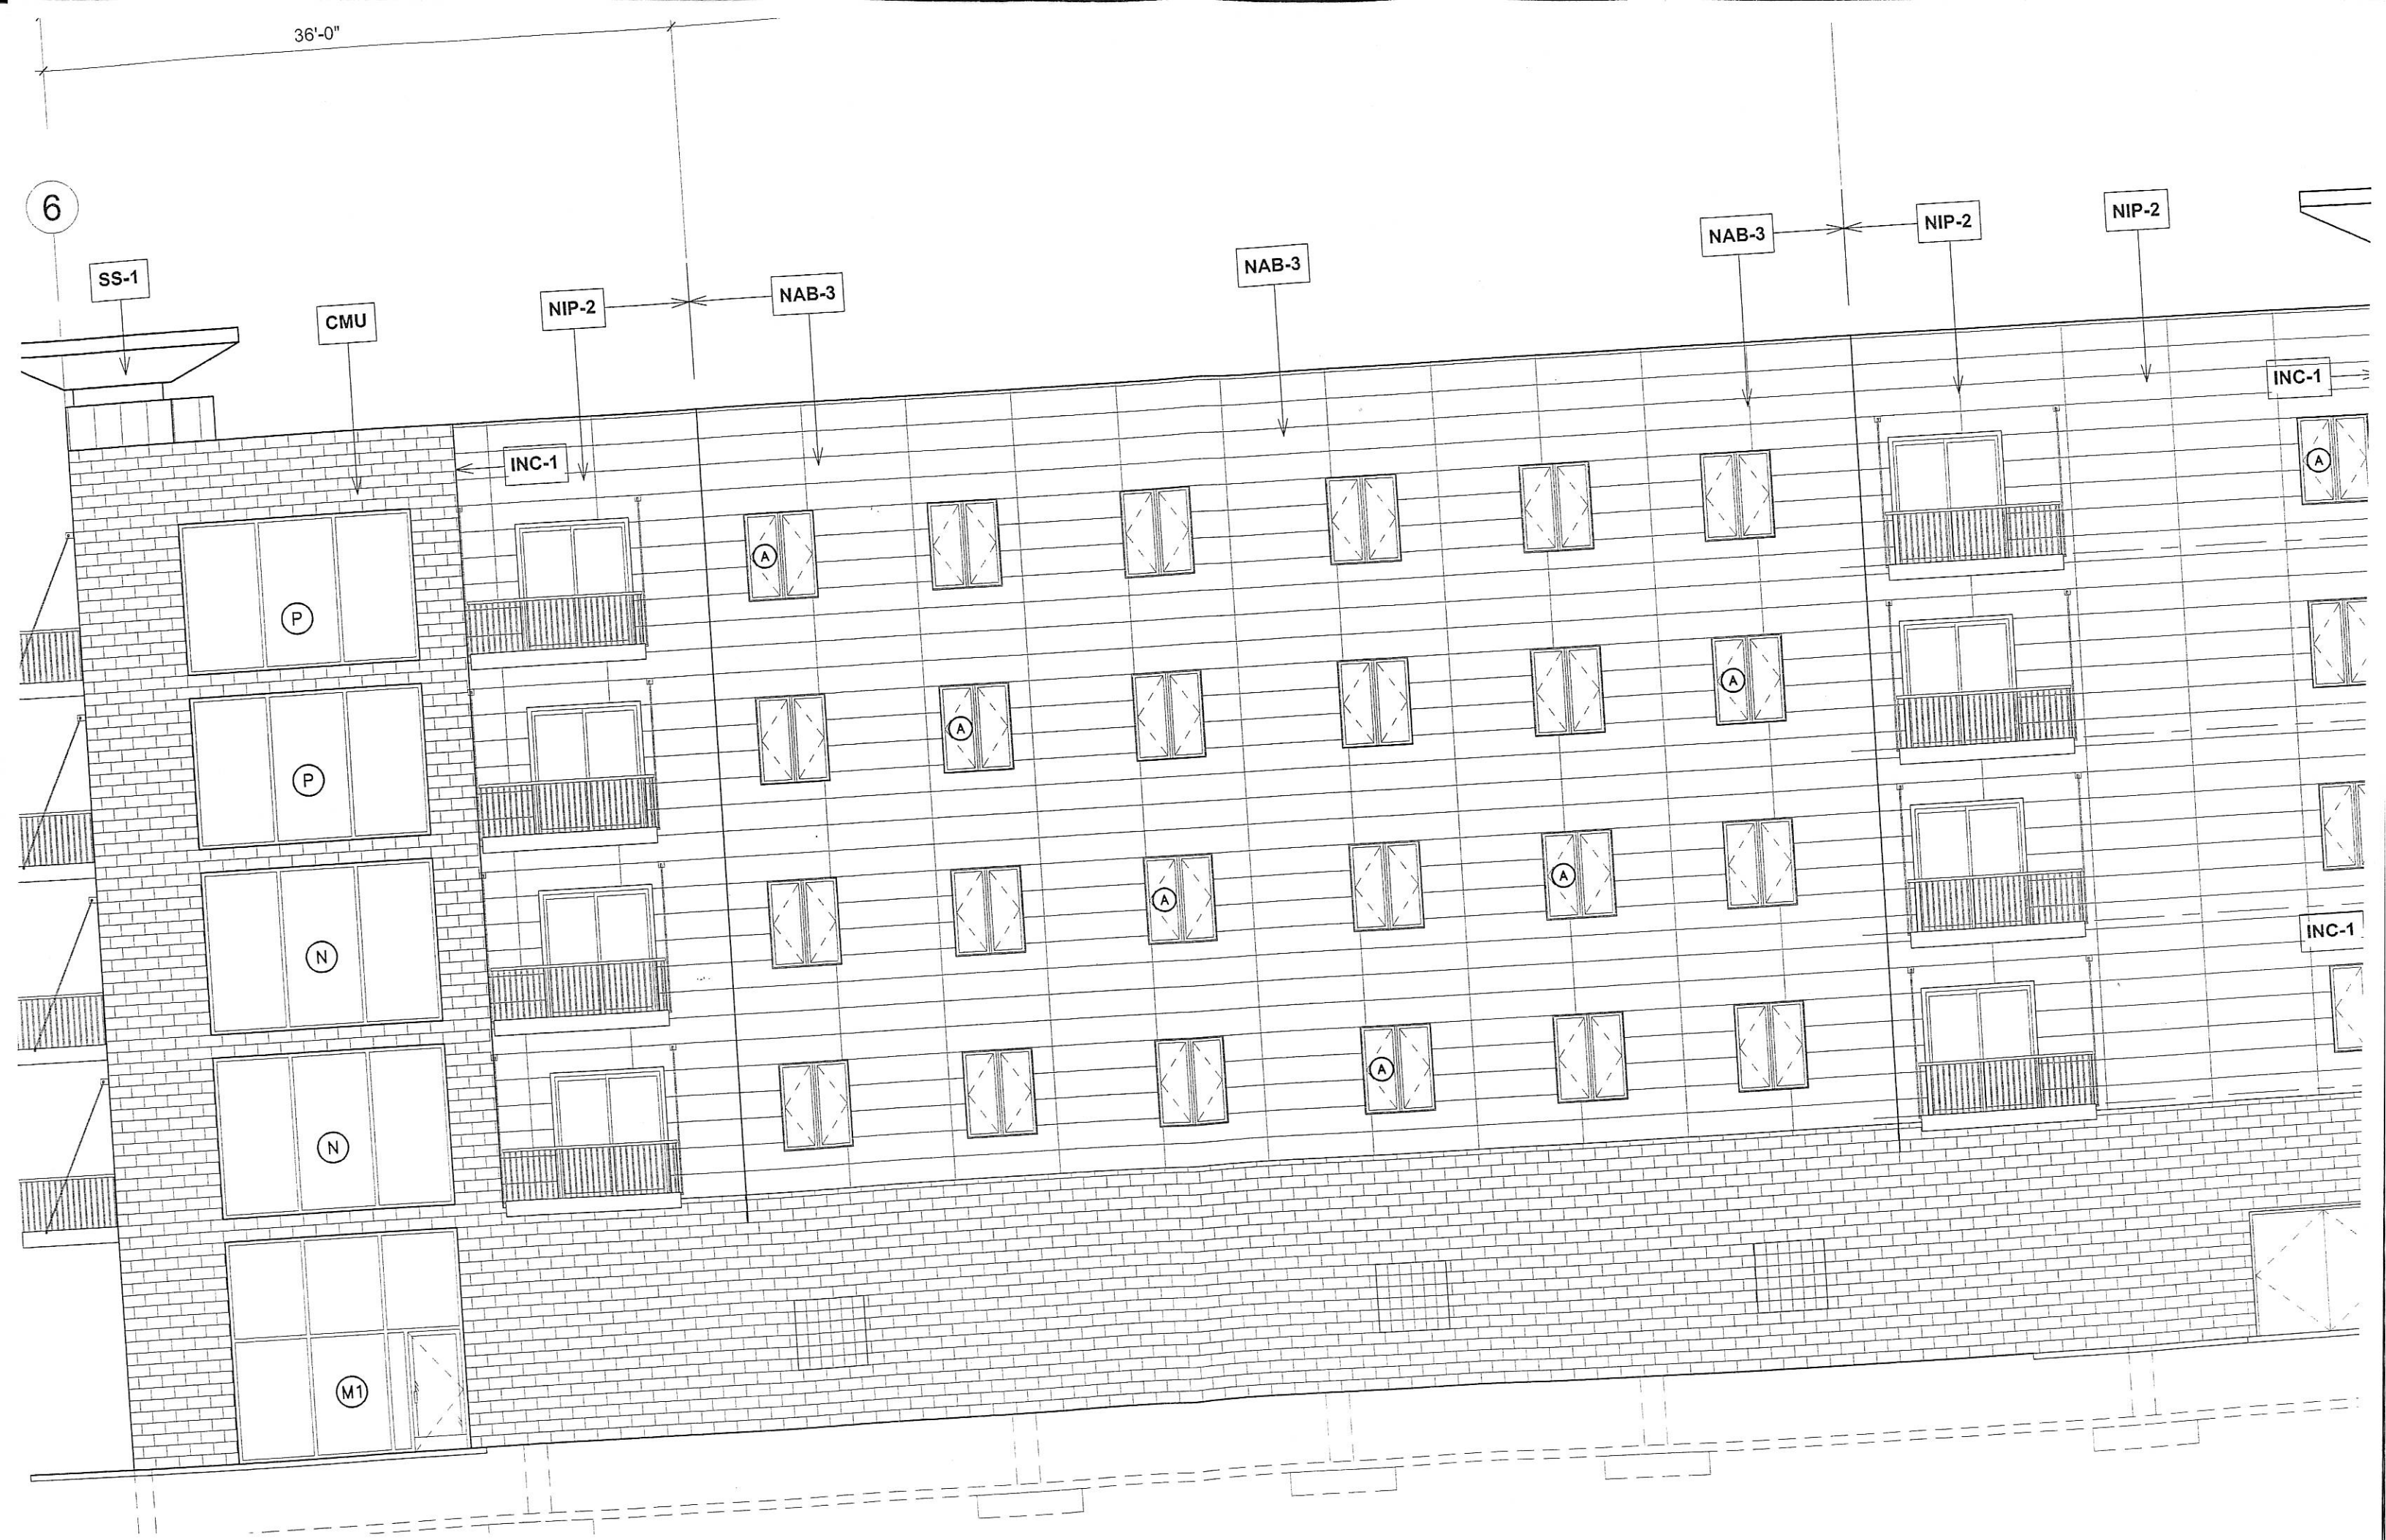 36'-0"
6
SS-1
CMU
NIP-2
NAB-3
NAB-3
NAB-3
NIP-2
NIP-2
INC-1
INC-1
A
P
A
A
P
A
A
N
A
INC-1
N
A
M1